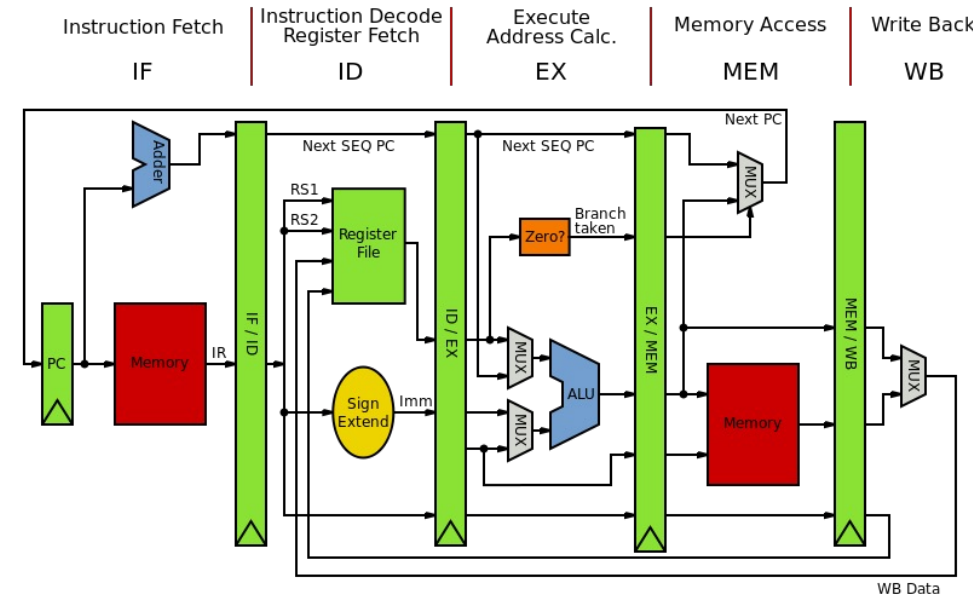 Instruction Fetch
IF
Instruction Decode
Register Fetch
ID
Execute
Address Calc.
EX
Memory Access
MEM
Write Back
WB
Next PC
Adder
Next SEQ PC
Next SEQ PC
MUX
RS1
RS2
Register
File
Branch
taken
Zero?
IF / ID
ID / EX
EX / MEM
MEM / WB
PC
Memory
IR
MUX
ALU
MUX
MUX
Sign
Extend
Imm
Memory
WB Data